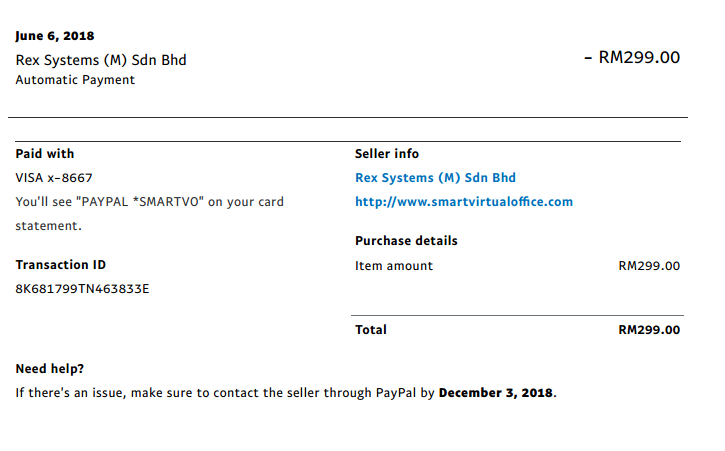 June 6, 2018
Rex Systems (M) Sdn Bhd
- RM299.00
Automatic Payment
Paid with
VISA x-8667
You'll see "PAYPAL *SMARTVO" on your card
statement.
Transaction ID
8K681799TN463833E
Seller info
Rex Systems (M) Sdn Bhd
http://www.smartvirtualoffice.com
Purchase details
Item amount RM299.00
Total RM299.00
Need help?
If there's an issue, make sure to contact the seller through PayPal by December 3, 2018.